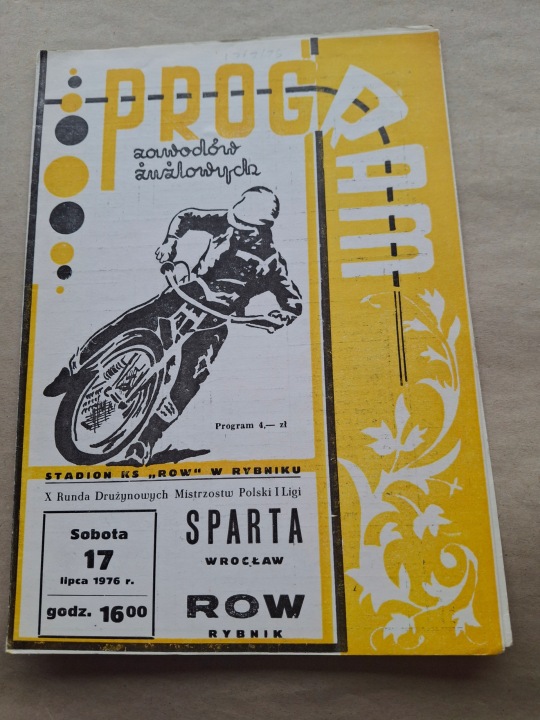 PROGRAM
zawodów
żużlowych
Program 4,— zł
STADION KS „ROW" W RYBNIKU
X Runda Drużynowych Mistrzostw Polski I Ligi
Sobota
17
lipca 1976 r.
godz. 16 00
SPARTA
WROCŁAW
ROW
RYBNIK